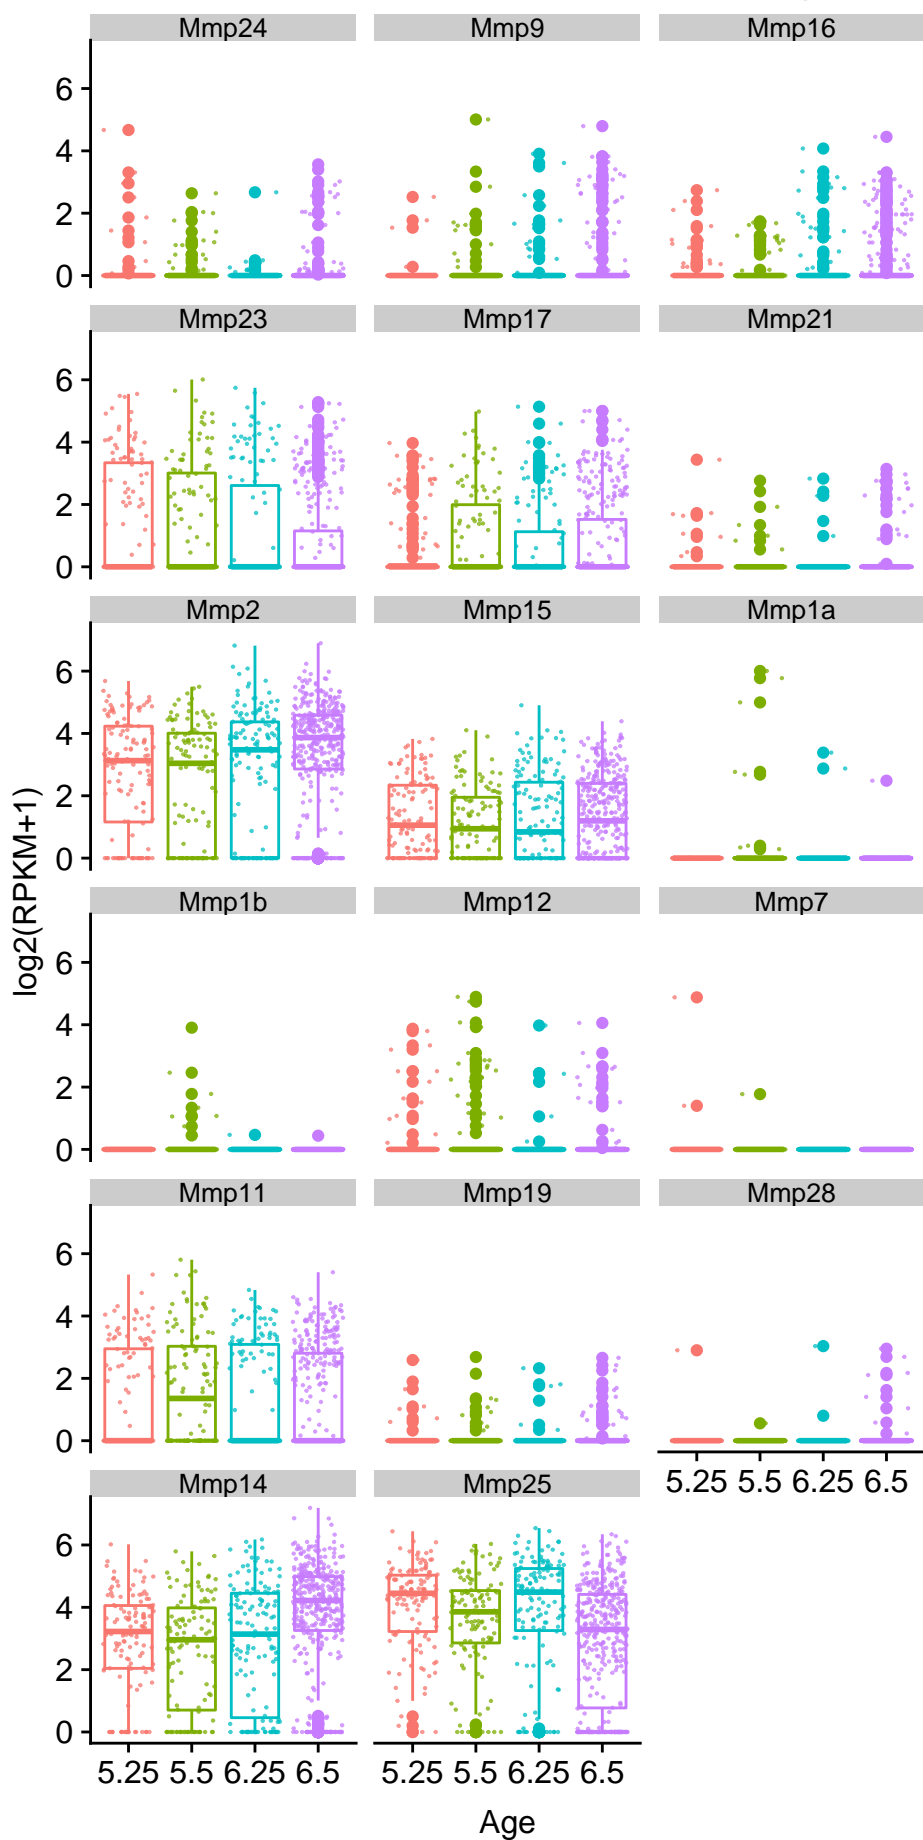 Mmp24 Mmp9 Mmp16
6
4
2
0
Mmp23 Mmp17 Mmp21
6
4
2
0
Mmp2 Mmp15 Mmp1a
6
4
2
0
log2(RPKM+1)
Mmp1b Mmp12 Mmp7
6
4
2
0
Mmp11 Mmp19 Mmp28
6
4
2
0
5.25 5.5 6.25 6.5
Mmp14 Mmp25
6
4
2
0
5.25 5.5 6.25 6.5 5.25 5.5 6.25 6.5
Age